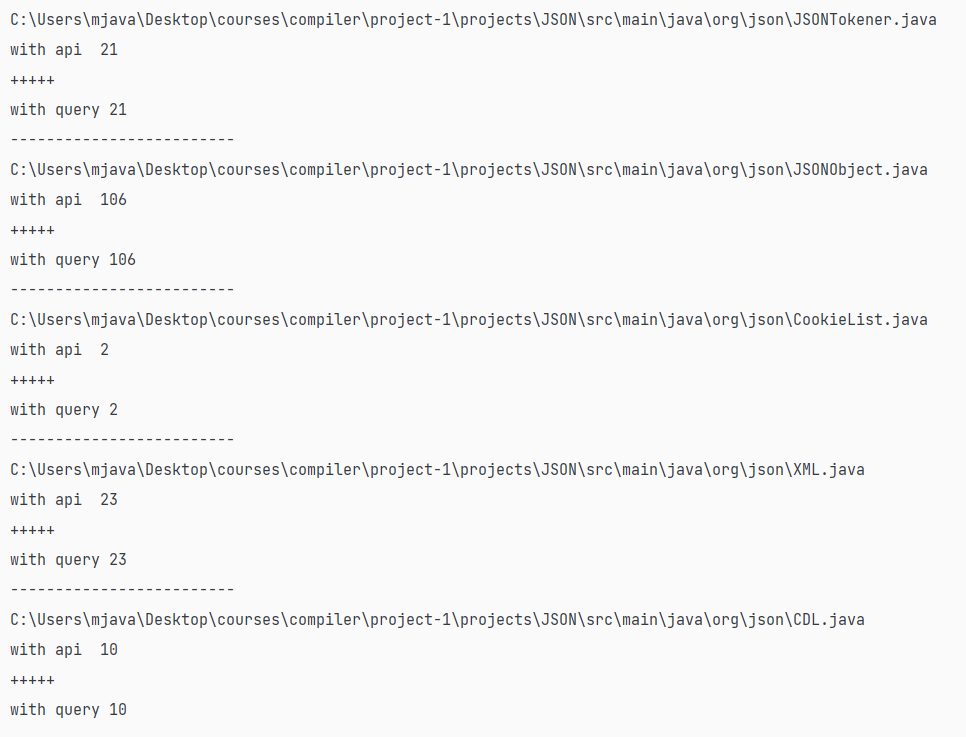 C:\Users\mjava\Desktop\courses\compiler\project-1\projects\JSON\src\main\java\org\json\JSONTokener.java
with api  21
+++++
with query 21
-------------------------
C:\Users\mjava\Desktop\courses\compiler\project-1\projects\JSON\src\main\java\org\json\JSONObject.java
with api  106
+++++
with query 106
-------------------------
C:\Users\mjava\Desktop\courses\compiler\project-1\projects\JSON\src\main\java\org\json\CookieList.java
with api  2
+++++
with query 2
-------------------------
C:\Users\mjava\Desktop\courses\compiler\project-1\projects\JSON\src\main\java\org\json\XML.java
with api  23
+++++
with query 23
-------------------------
C:\Users\mjava\Desktop\courses\compiler\project-1\projects\JSON\src\main\java\org\json\CDL.java
with api  10
+++++
with query 10